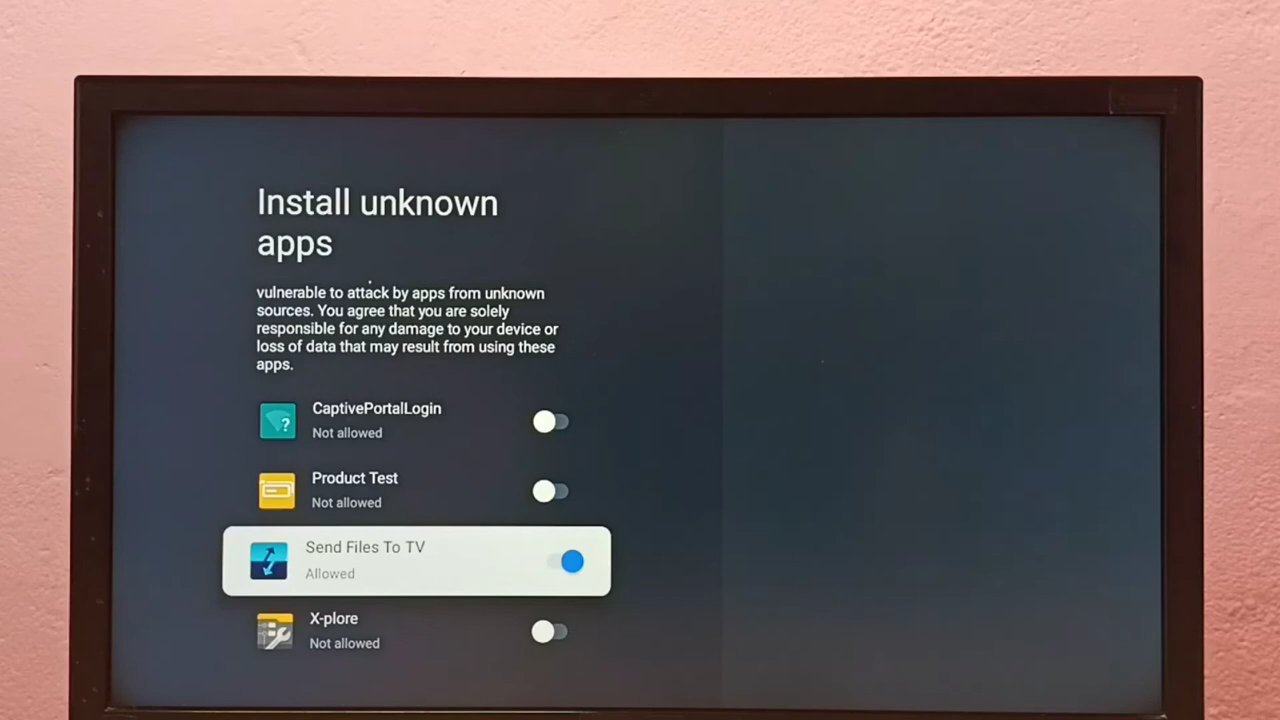 Install unknown
apps
vulnerable to attack by apps from unknown
sources. You agree that you are solely
responsible for any damage to your device or
loss of data that may result from using these
apps.
CaptivePortalLogin
Not allowed
Product Test
Not allowed
Send Files To TV
Allowed
X-plore
Not allowed